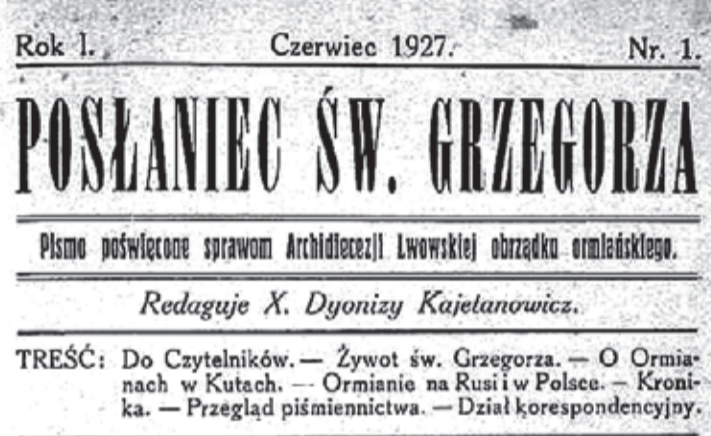 Rok I. Czerwiec 1927. Nr. 1.
POSŁANIEC ŚW. GRZEGORZA
Pismo poświęcone sprawom Archidiecezji Lwowskiej obrządku ormiańskiego.
Redaguje X. Dyonizy Kajetanowicz.
TREŚĆ: Do Czytelników. — Żywot św. Grzegorza. — O Ormia-
nach w Kutach. — Ormianie na Rusi i w Polsce. — Kroni-
ka. — Przegląd piśmiennictwa. — Dział korespondencyjny.